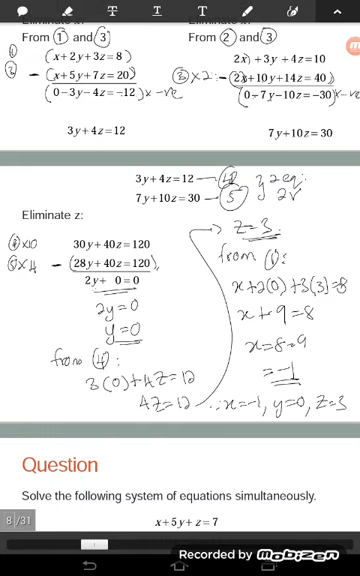 Eliminate x:
From ① and ③
From ② and ③
① (x+2y+3z=8)
③ − (x+5y+7z=20)
(0−3y−4z=−12) x −ve
2x+3y+4z=10
③ x 2: −(2x+10y+14z=40)
(0−7y−10z=−30) x −ve
3y+4z=12
7y+10z=30
3y+4z=12 — ④
7y+10z=30 — ⑤
} 2 eq:
2v
Eliminate z:
④ x10 30y+40z=120
⑤ x 4 − (28y+40z=120)
2y+ 0=0
2y=0
y=0
from ④:
3(0)+4z=12
4z=12
→ z=3
from ①:
x+2(0)+3(3)=8
x+9=8
x=8−9
=−1
∴ x=−1, y=0, z=3
Question
Solve the following system of equations simultaneously.
8/31
x+5y+z=7
Recorded by Mobizen